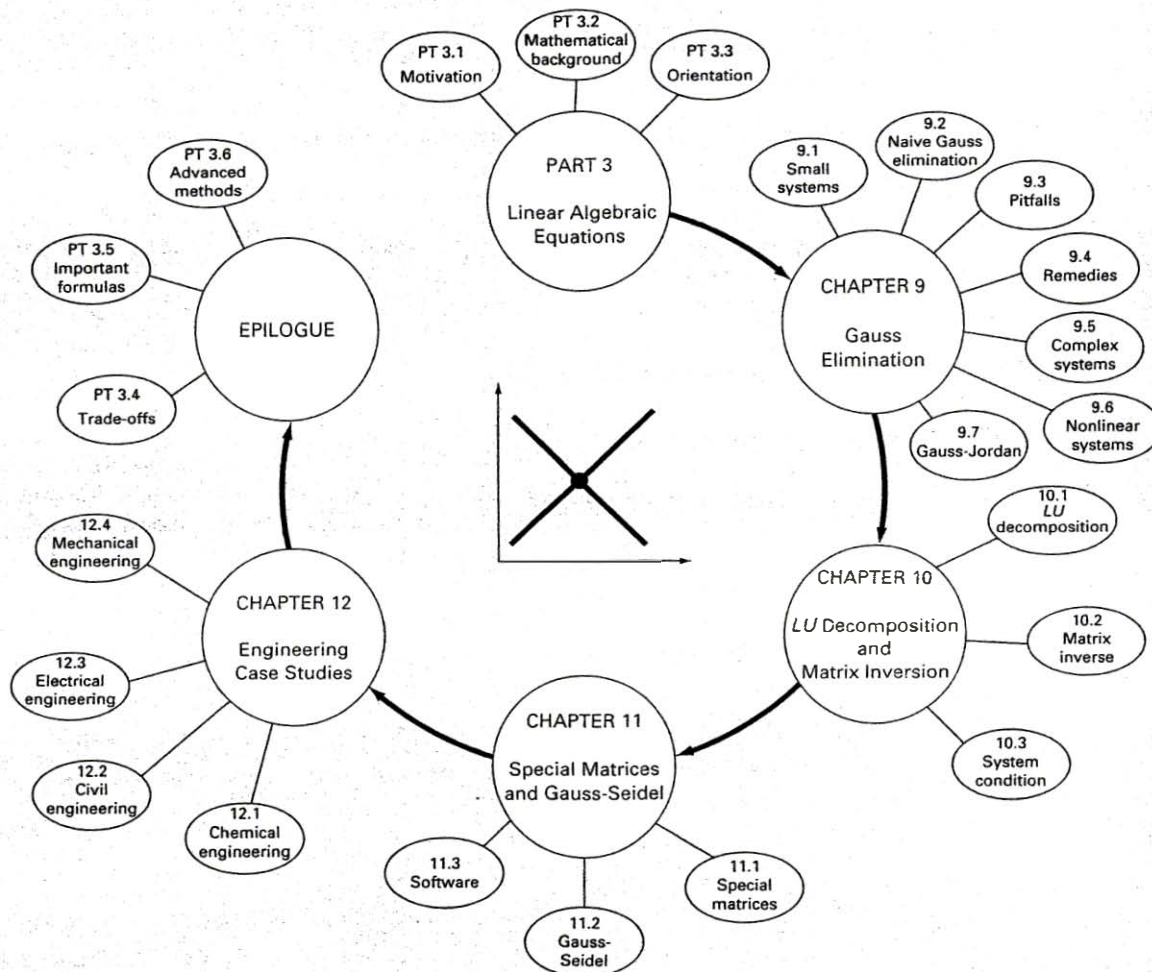 PT 3.1
Motivation
PT 3.2
Mathematical
background
PT 3.3
Orientation
PART 3
Linear Algebraic
Equations
9.1
Small
systems
9.2
Naive Gauss
elimination
9.3
Pitfalls
9.4
Remedies
9.5
Complex
systems
9.6
Nonlinear
systems
9.7
Gauss-Jordan
CHAPTER 9
Gauss
Elimination
10.1
LU
decomposition
10.2
Matrix
inverse
10.3
System
condition
CHAPTER 10
LU Decomposition
and
Matrix Inversion
CHAPTER 11
Special Matrices
and Gauss-Seidel
11.1
Special
matrices
11.2
Gauss-
Seidel
11.3
Software
CHAPTER 12
Engineering
Case Studies
12.1
Chemical
engineering
12.2
Civil
engineering
12.3
Electrical
engineering
12.4
Mechanical
engineering
EPILOGUE
PT 3.4
Trade-offs
PT 3.5
Important
formulas
PT 3.6
Advanced
methods